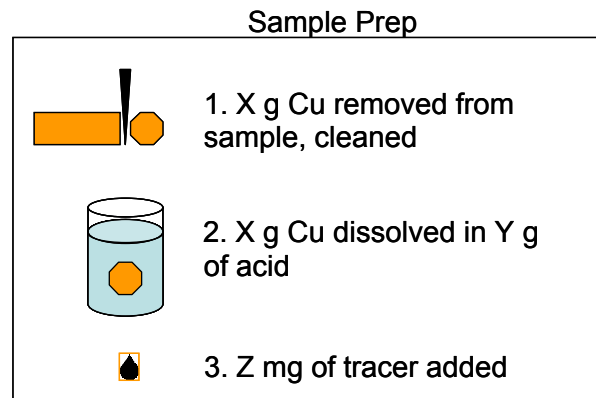 Sample Prep
1. X g Cu removed from
sample, cleaned
2. X g Cu dissolved in Y g
of acid
3. Z mg of tracer added